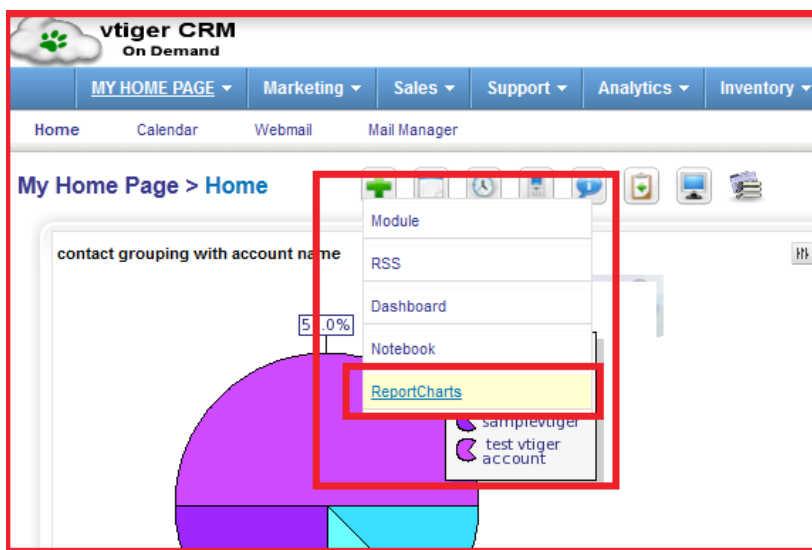 vtiger CRM
On Demand
MY HOME PAGE Marketing Sales Support Analytics Inventory
Home Calendar Webmail Mail Manager
My Home Page > Home
contact grouping with account name
Module
RSS
Dashboard
Notebook
ReportCharts
samplevtiger
test vtiger
account